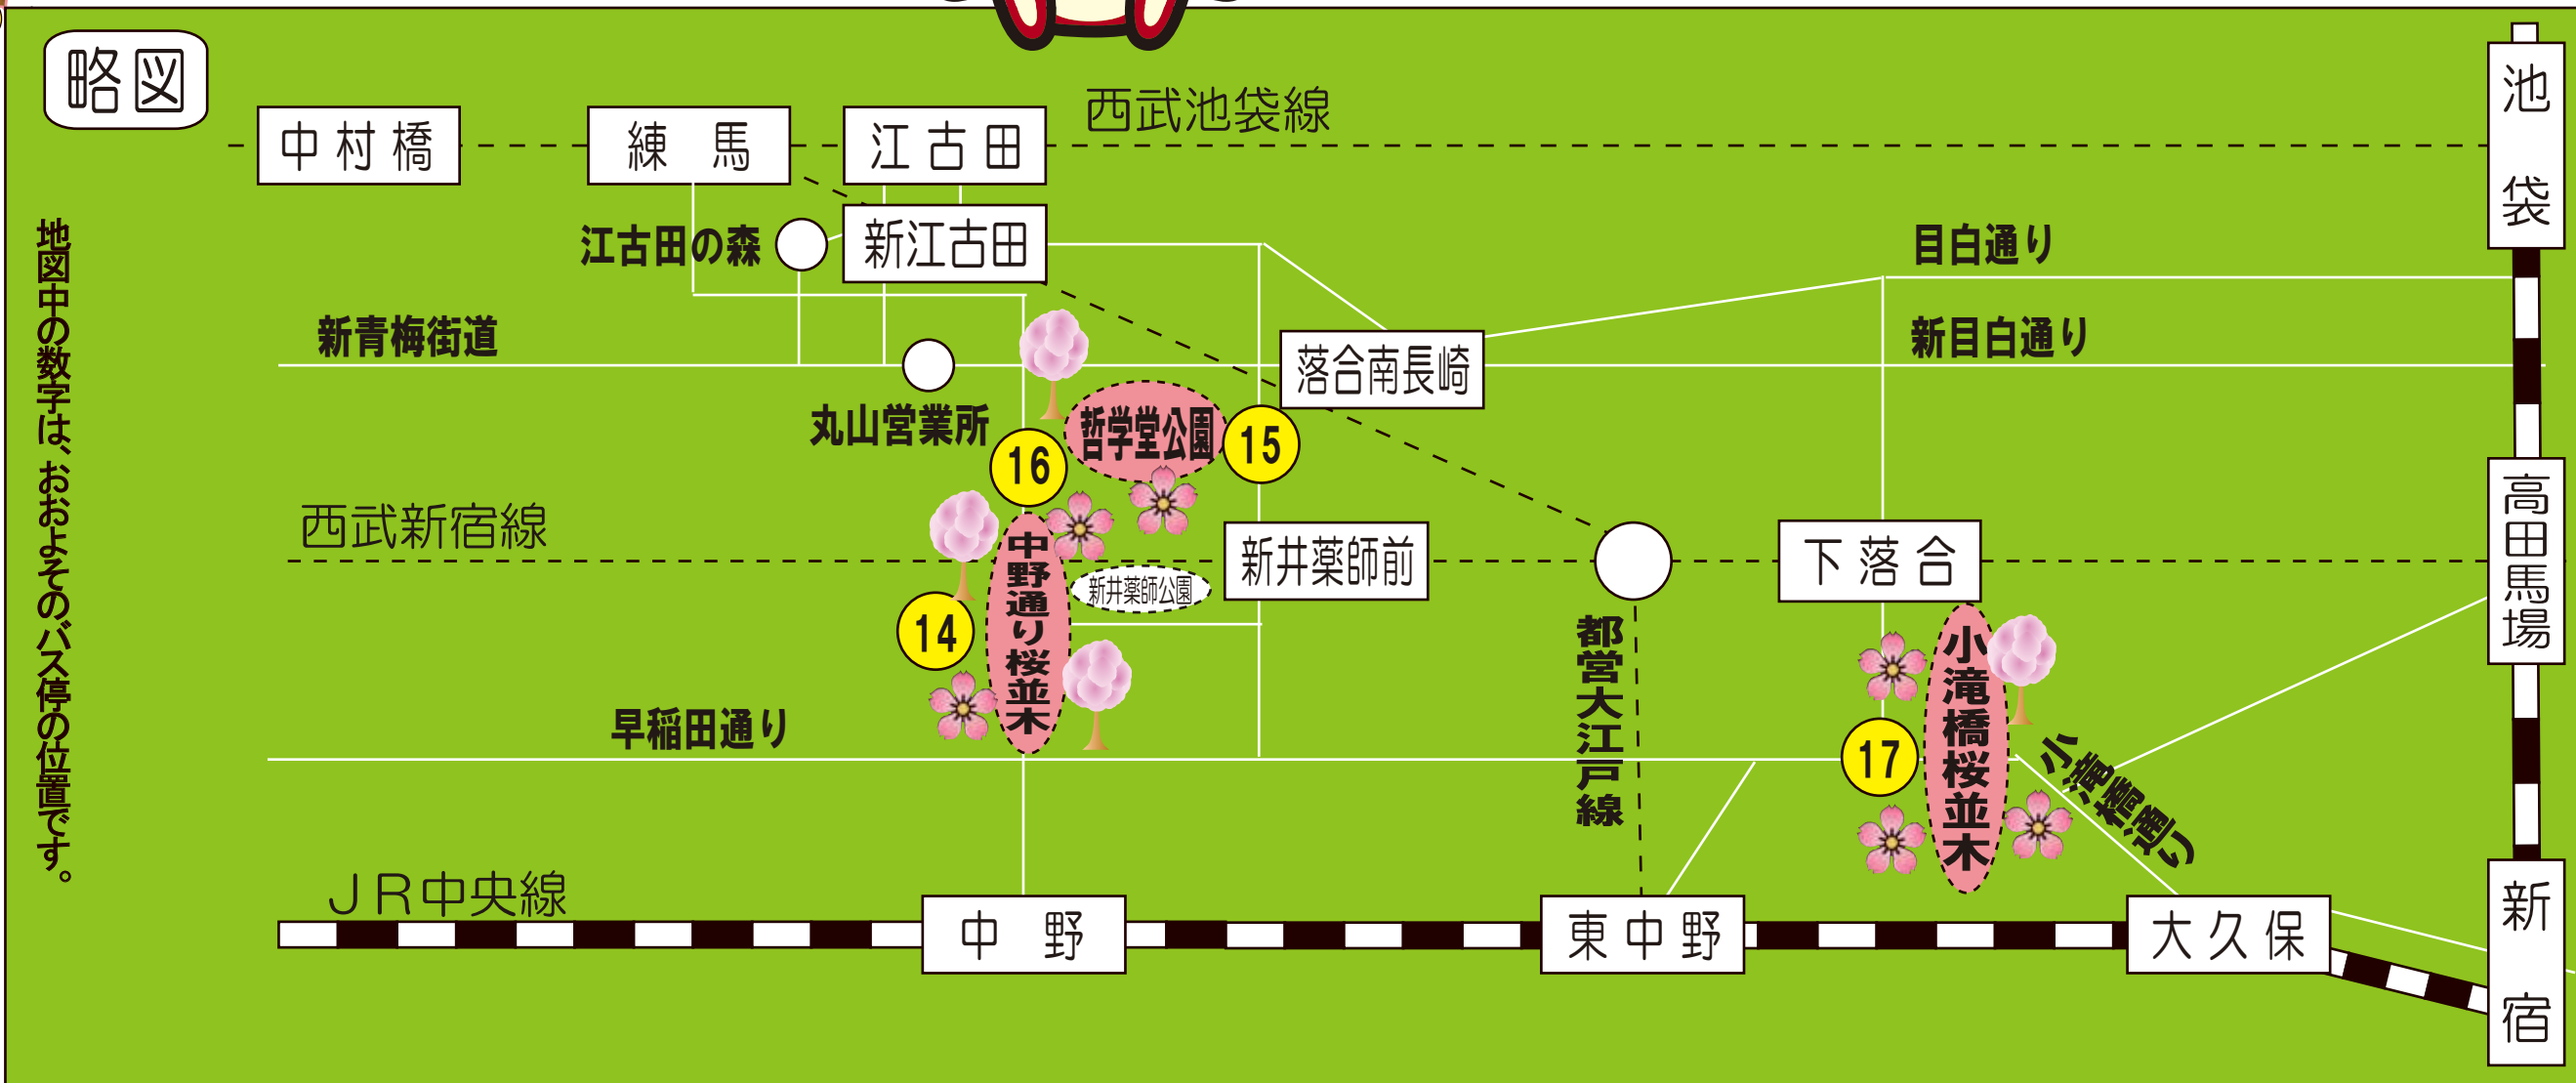 略図
西武池袋線
中村橋
練馬
江古田
池袋
江古田の森
新江古田
目白通り
新青梅街道
落合南長崎
新目白通り
丸山営業所
哲学堂公園
15
16
西武新宿線
新井薬師前
下落合
高田馬場
新井薬師公園
14
中野通り桜並木
都営大江戸線
小滝橋桜並木
早稲田通り
17
小滝橋通り
JR中央線
中野
東中野
大久保
新宿
地図中の数字は、おおよそのバス停の位置です。